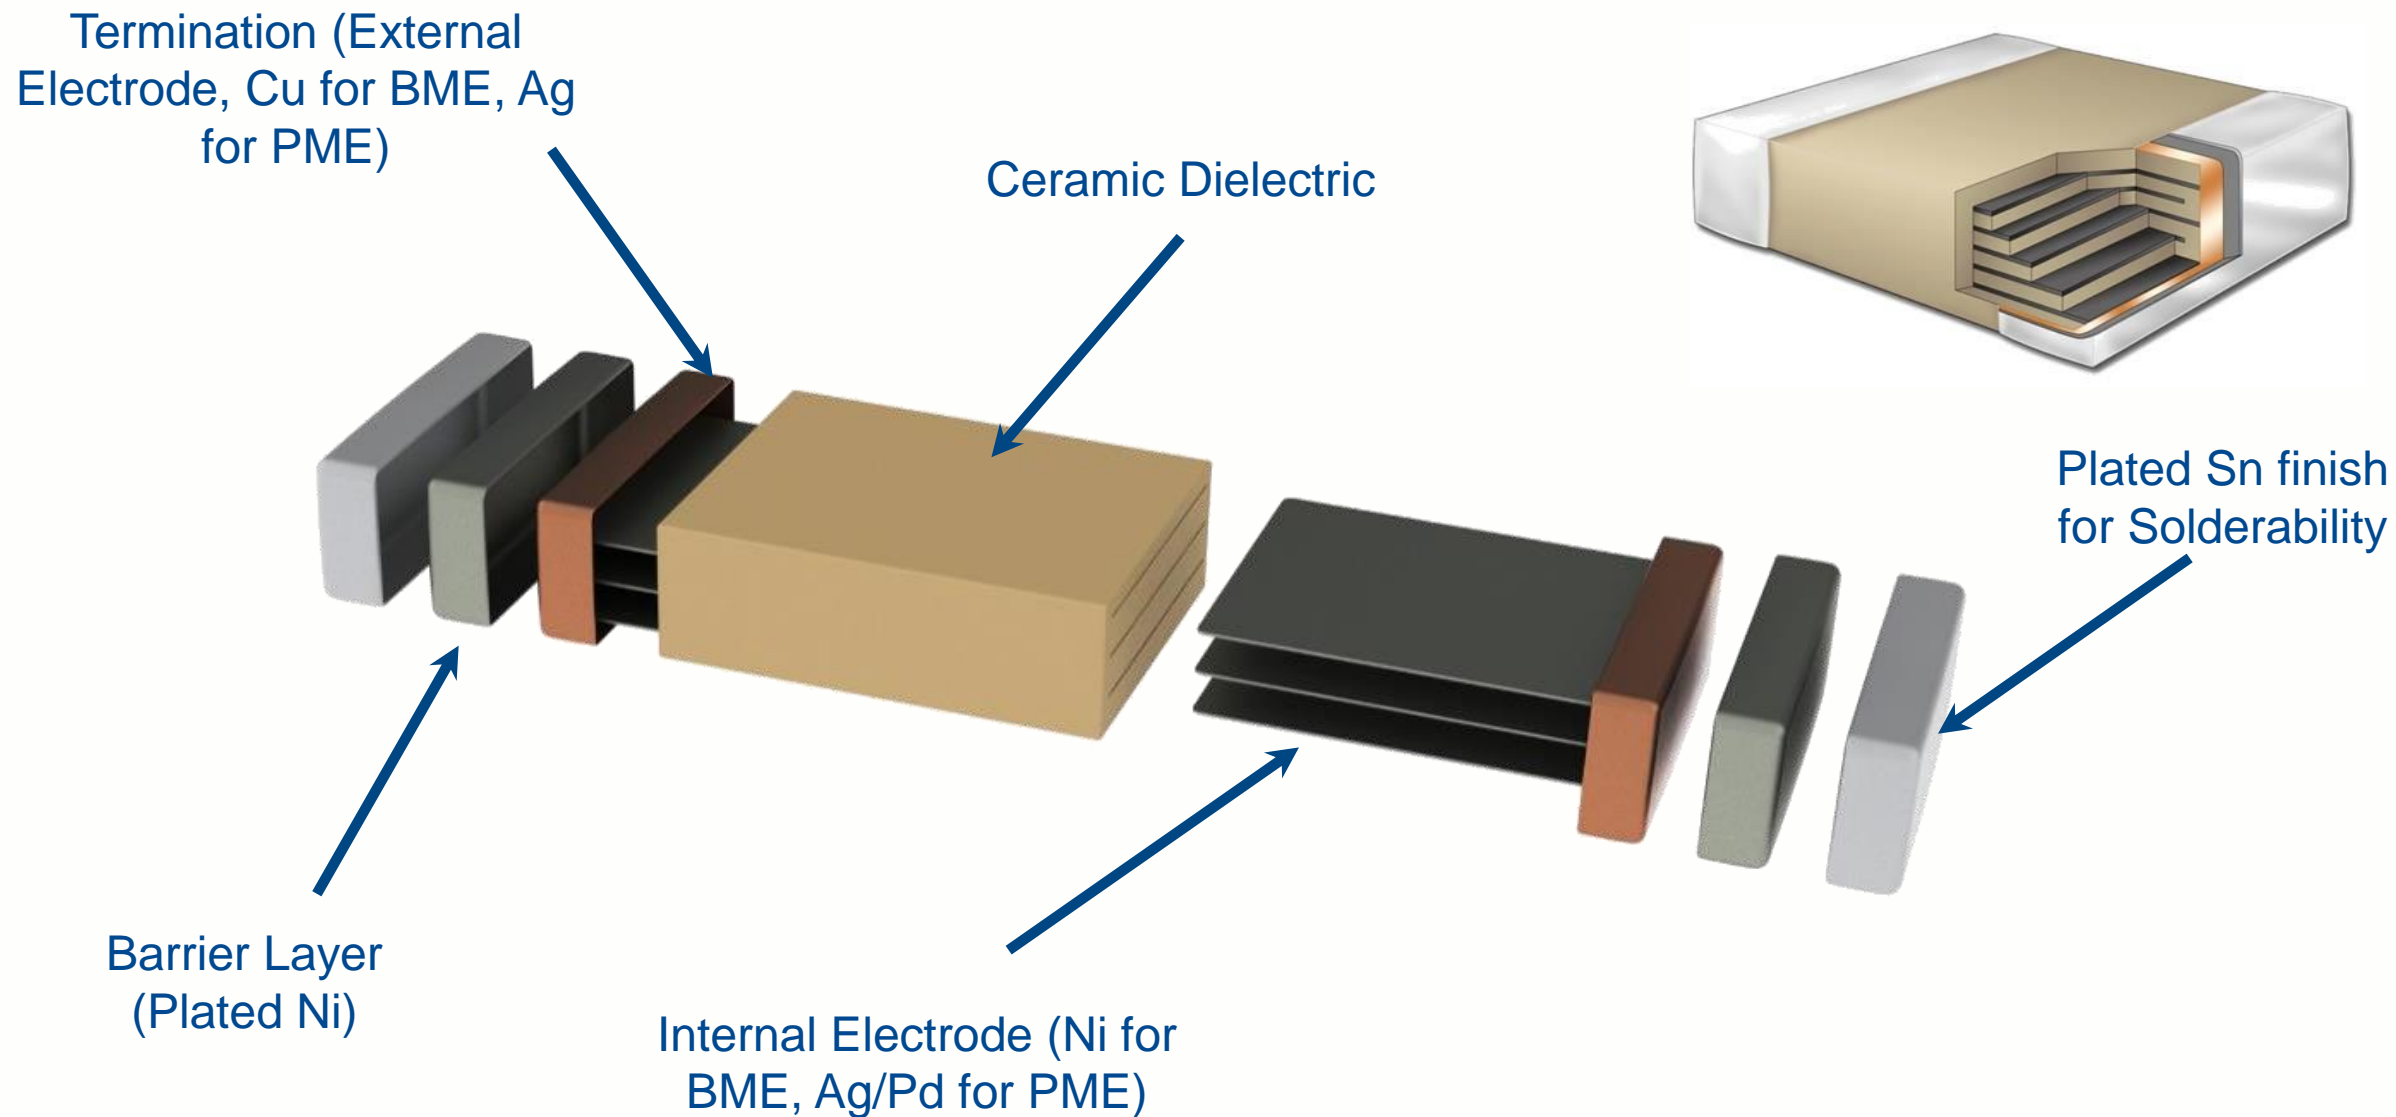 Termination (External
Electrode, Cu for BME, Ag
for PME)
Ceramic Dielectric
Plated Sn finish
for Solderability
Barrier Layer
(Plated Ni)
Internal Electrode (Ni for
BME, Ag/Pd for PME)